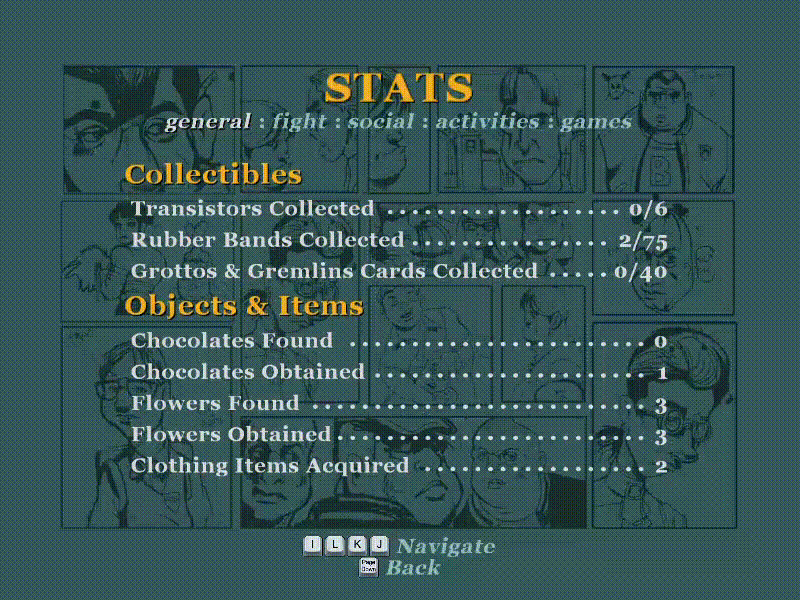 STATS
general : fight : social : activities : games
Collectibles
Transistors Collected ................... 0/6
Rubber Bands Collected ................ 2/75
Grottos & Gremlins Cards Collected ..... 0/40
Objects & Items
Chocolates Found ........................ 0
Chocolates Obtained ...................... 1
Flowers Found ........................... 3
Flowers Obtained ......................... 3
Clothing Items Acquired .................. 2
I L K J Navigate
Page Down Back